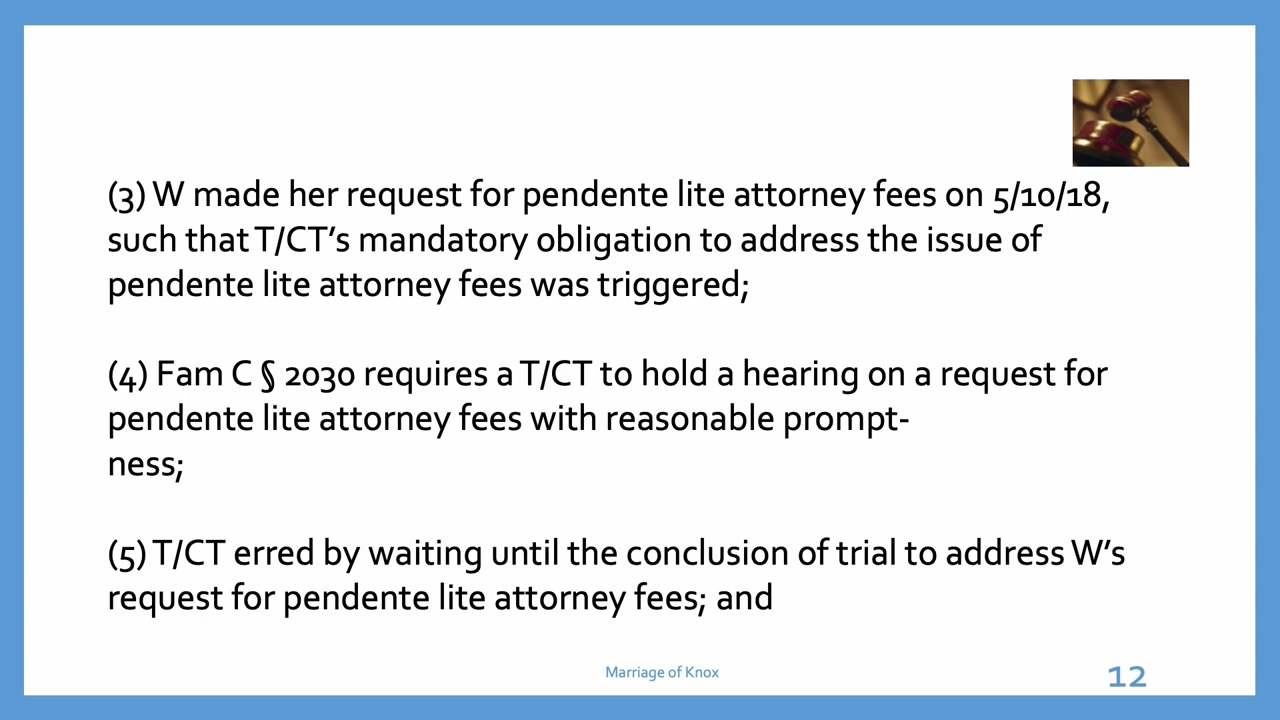 (3) W made her request for pendente lite attorney fees on 5/10/18,
such that T/CT’s mandatory obligation to address the issue of
pendente lite attorney fees was triggered;
(4) Fam C § 2030 requires a T/CT to hold a hearing on a request for
pendente lite attorney fees with reasonable prompt-
ness;
(5) T/CT erred by waiting until the conclusion of trial to address W’s
request for pendente lite attorney fees; and
Marriage of Knox
12